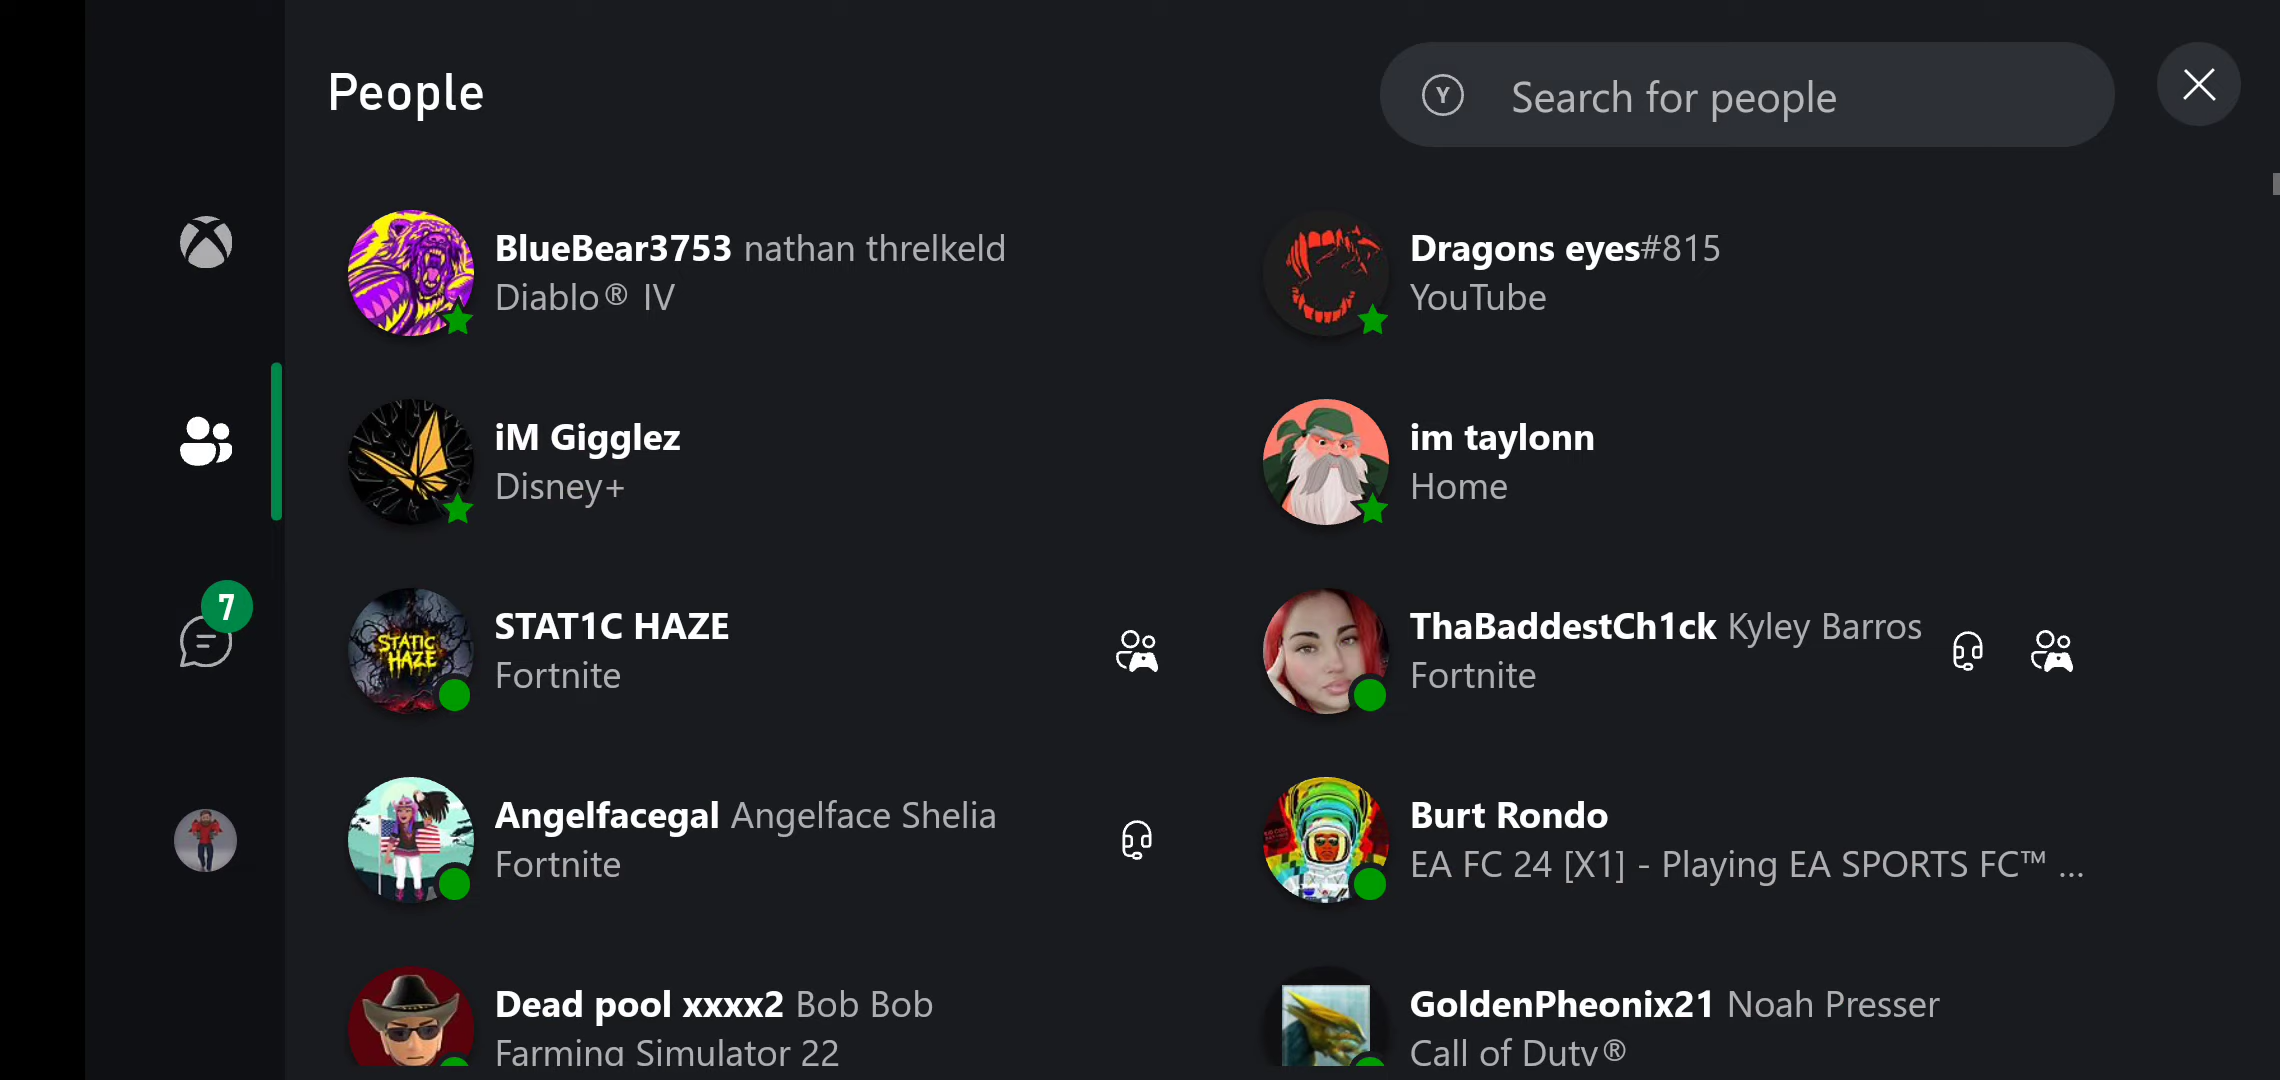 People
Y Search for people
BlueBear3753 nathan threlkeld
Diablo® IV
Dragons eyes#815
YouTube
iM Gigglez
Disney+
im taylonn
Home
7
STATIC HAZE
STAT1C HAZE
Fortnite
ThaBaddestCh1ck Kyley Barros
Fortnite
Angelfacegal Angelface Shelia
Fortnite
Burt Rondo
EA FC 24 [X1] - Playing EA SPORTS FC™ ...
Dead pool xxxx2 Bob Bob
Farming Simulator 22
GoldenPheonix21 Noah Presser
Call of Duty®